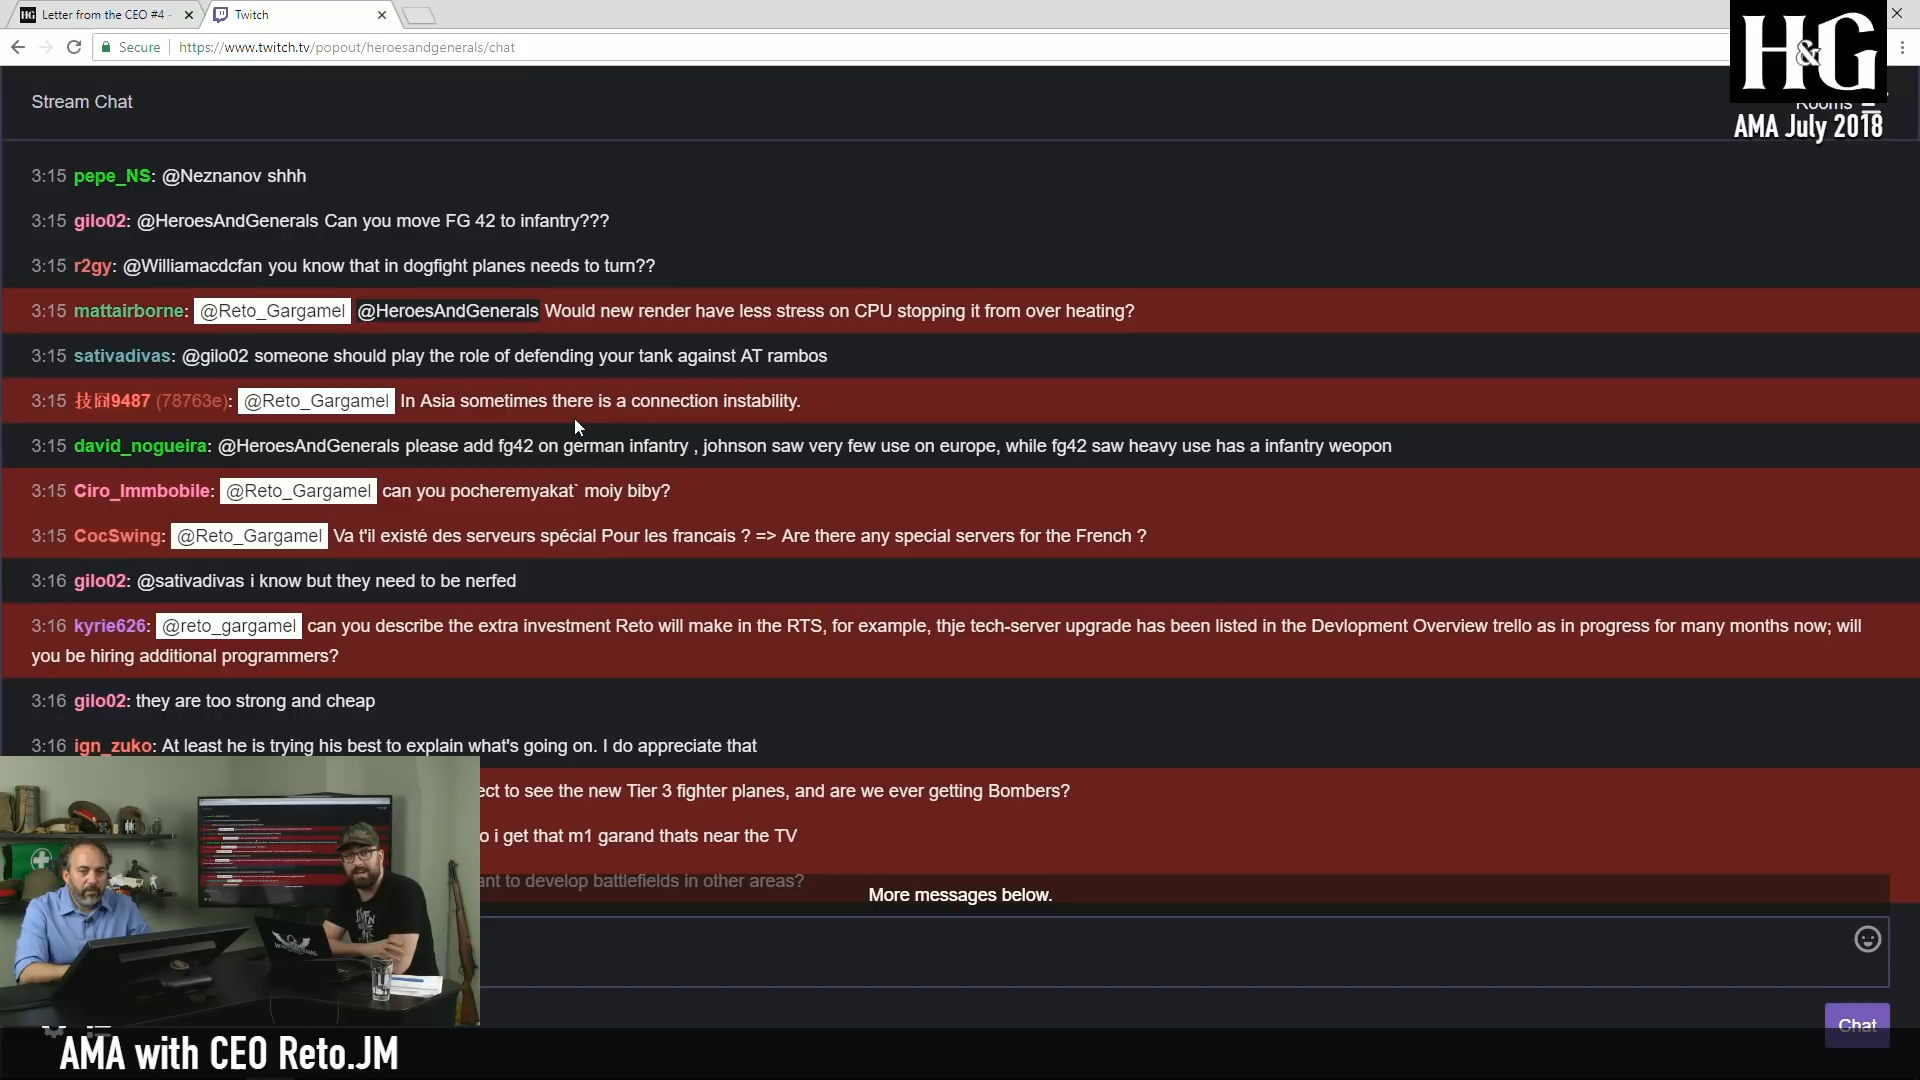 Letter from the CEO #4 -
Twitch
Secure
https://www.twitch.tv/popout/heroesandgenerals/chat
H&G
Stream Chat
Rooms
AMA July 2018
3:15 pepe_NS: @Neznanov shhh
3:15 gilo02: @HeroesAndGenerals Can you move FG 42 to infantry???
3:15 r2gy: @Williamacdcfan you know that in dogfight planes needs to turn??
3:15 mattairborne: @Reto_Gargamel @HeroesAndGenerals Would new render have less stress on CPU stopping it from over heating?
3:15 sativadivas: @gilo02 someone should play the role of defending your tank against AT rambos
3:15 技囧9487 (78763e): @Reto_Gargamel In Asia sometimes there is a connection instability.
3:15 david_nogueira: @HeroesAndGenerals please add fg42 on german infantry , johnson saw very few use on europe, while fg42 saw heavy use has a infantry weopon
3:15 Ciro_Immbobile: @Reto_Gargamel can you pocheremyakat` moiy biby?
3:15 CocSwing: @Reto_Gargamel Va t'il existé des serveurs spécial Pour les francais ? => Are there any special servers for the French ?
3:16 gilo02: @sativadivas i know but they need to be nerfed
3:16 kyrie626: @reto_gargamel can you describe the extra investment Reto will make in the RTS, for example, thje tech-server upgrade has been listed in the Devlopment Overview trello as in progress for many months now; will
you be hiring additional programmers?
3:16 gilo02: they are too strong and cheap
3:16 ign_zuko: At least he is trying his best to explain what's going on. I do appreciate that
ect to see the new Tier 3 fighter planes, and are we ever getting Bombers?
o i get that m1 garand thats near the TV
ant to develop battlefields in other areas?
More messages below.
Chat
AMA with CEO Reto.JM